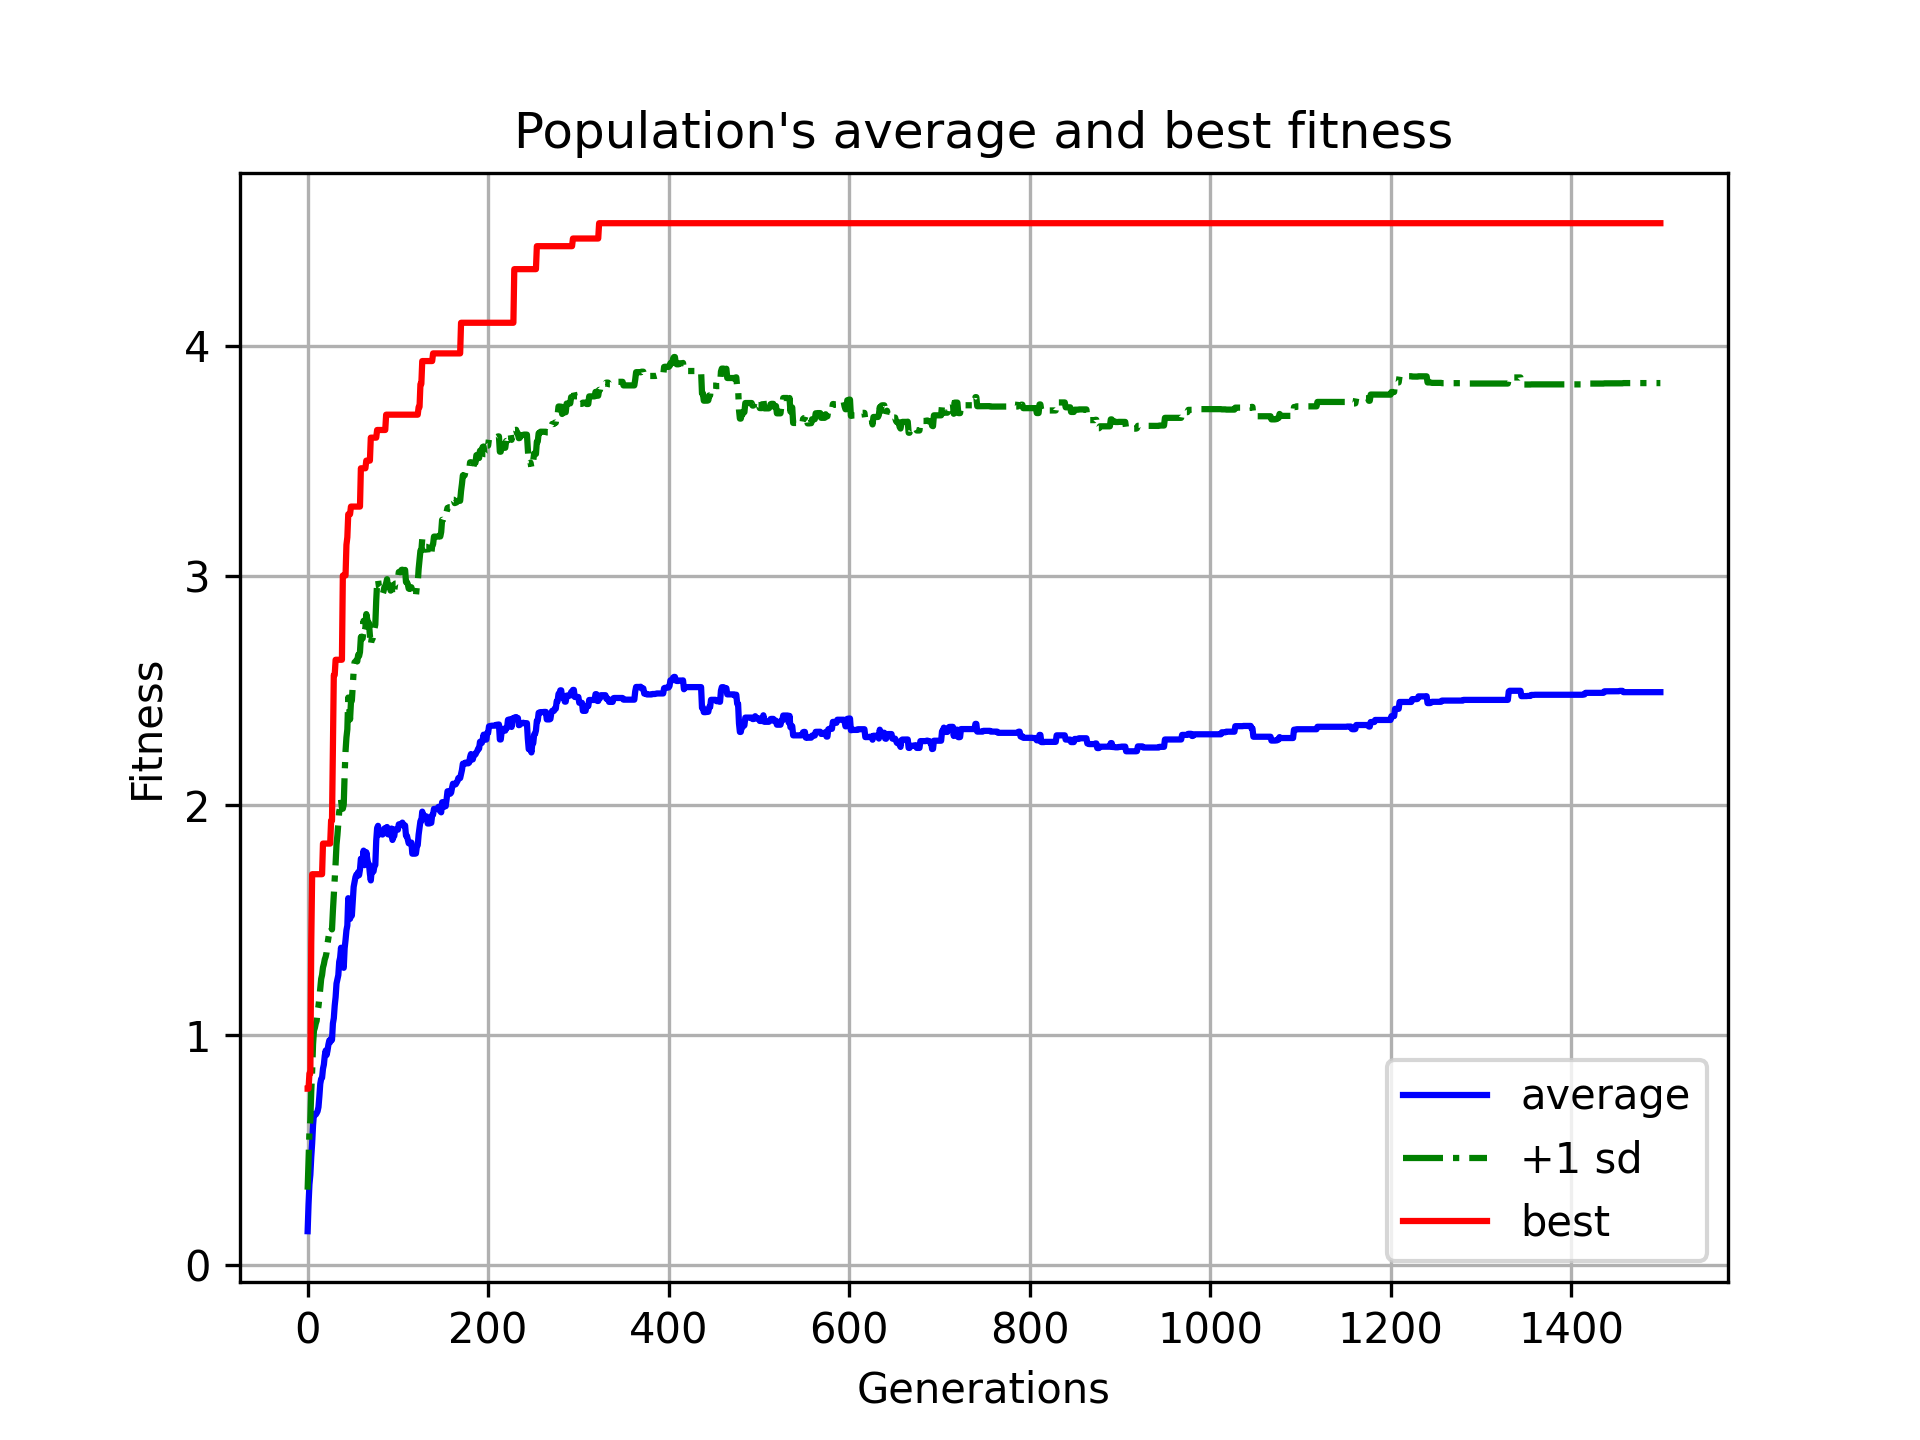 Population's average and best fitness
Fitness
4
3
2
1
0
0 200 400 600 800 1000 1200 1400
Generations
average
+1 sd
best